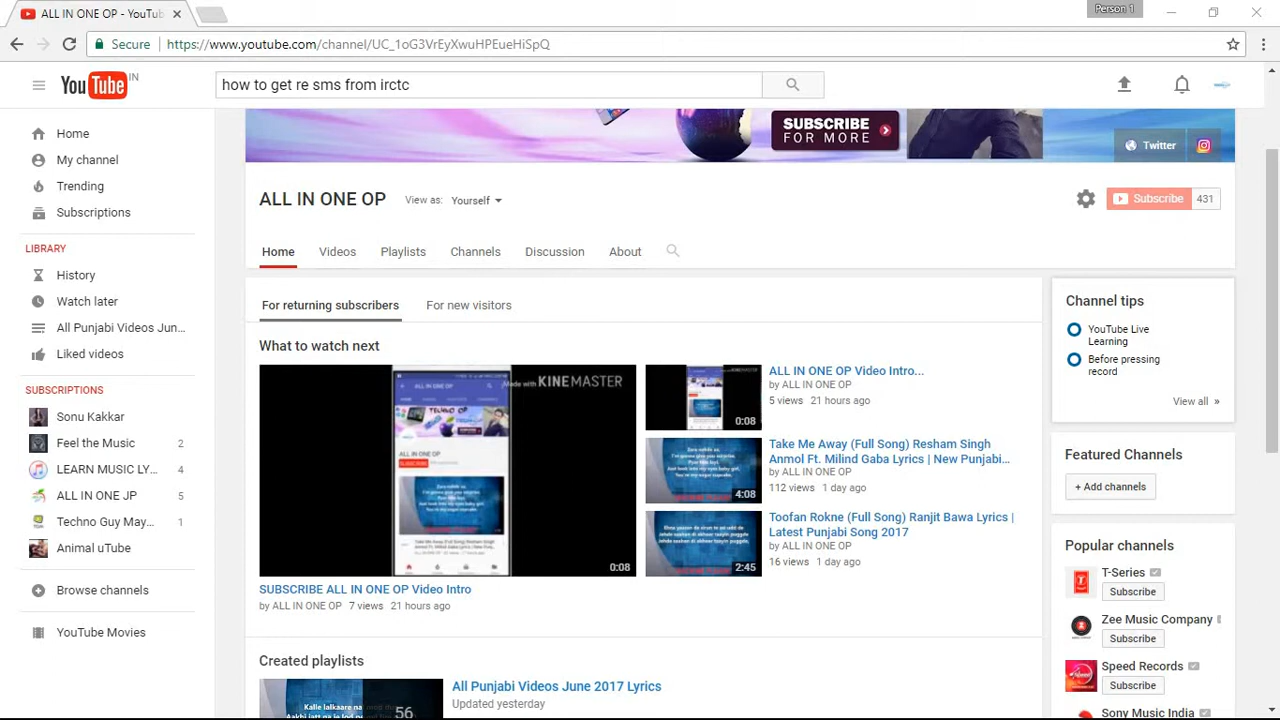 ALL IN ONE OP - YouTub
Person 1
Secure
https://www.youtube.com/channel/UC_1oG3VrEyXwuHPEueHiSpQ
YouTube IN
how to get re sms from irctc
Home
My channel
Trending
Subscriptions
LIBRARY
History
Watch later
All Punjabi Videos Jun...
Liked videos
SUBSCRIPTIONS
Sonu Kakkar
Feel the Music 2
LEARN MUSIC LY... 4
ALL IN ONE JP 5
Techno Guy May... 1
Animal uTube
Browse channels
YouTube Movies
SUBSCRIBE
FOR MORE
Twitter
ALL IN ONE OP
View as: Yourself
Subscribe 431
Home Videos Playlists Channels Discussion About
For returning subscribers For new visitors
What to watch next
Made with KINEMASTER
ALL IN ONE OP
0:08
SUBSCRIBE ALL IN ONE OP Video Intro
by ALL IN ONE OP 7 views 21 hours ago
0:08
ALL IN ONE OP Video Intro...
by ALL IN ONE OP
5 views 21 hours ago
4:08
Take Me Away (Full Song) Resham Singh
Anmol Ft. Milind Gaba Lyrics | New Punjabi...
by ALL IN ONE OP
112 views 1 day ago
2:45
Toofan Rokne (Full Song) Ranjit Bawa Lyrics |
Latest Punjabi Song 2017
by ALL IN ONE OP
16 views 1 day ago
Created playlists
Kalle lalkaare na
56
All Punjabi Videos June 2017 Lyrics
Updated yesterday
Channel tips
YouTube Live
Learning
Before pressing
record
View all »
Featured Channels
+ Add channels
Popular channels
T-Series
Subscribe
Zee Music Company
Subscribe
Speed Records
Subscribe
Sony Music India